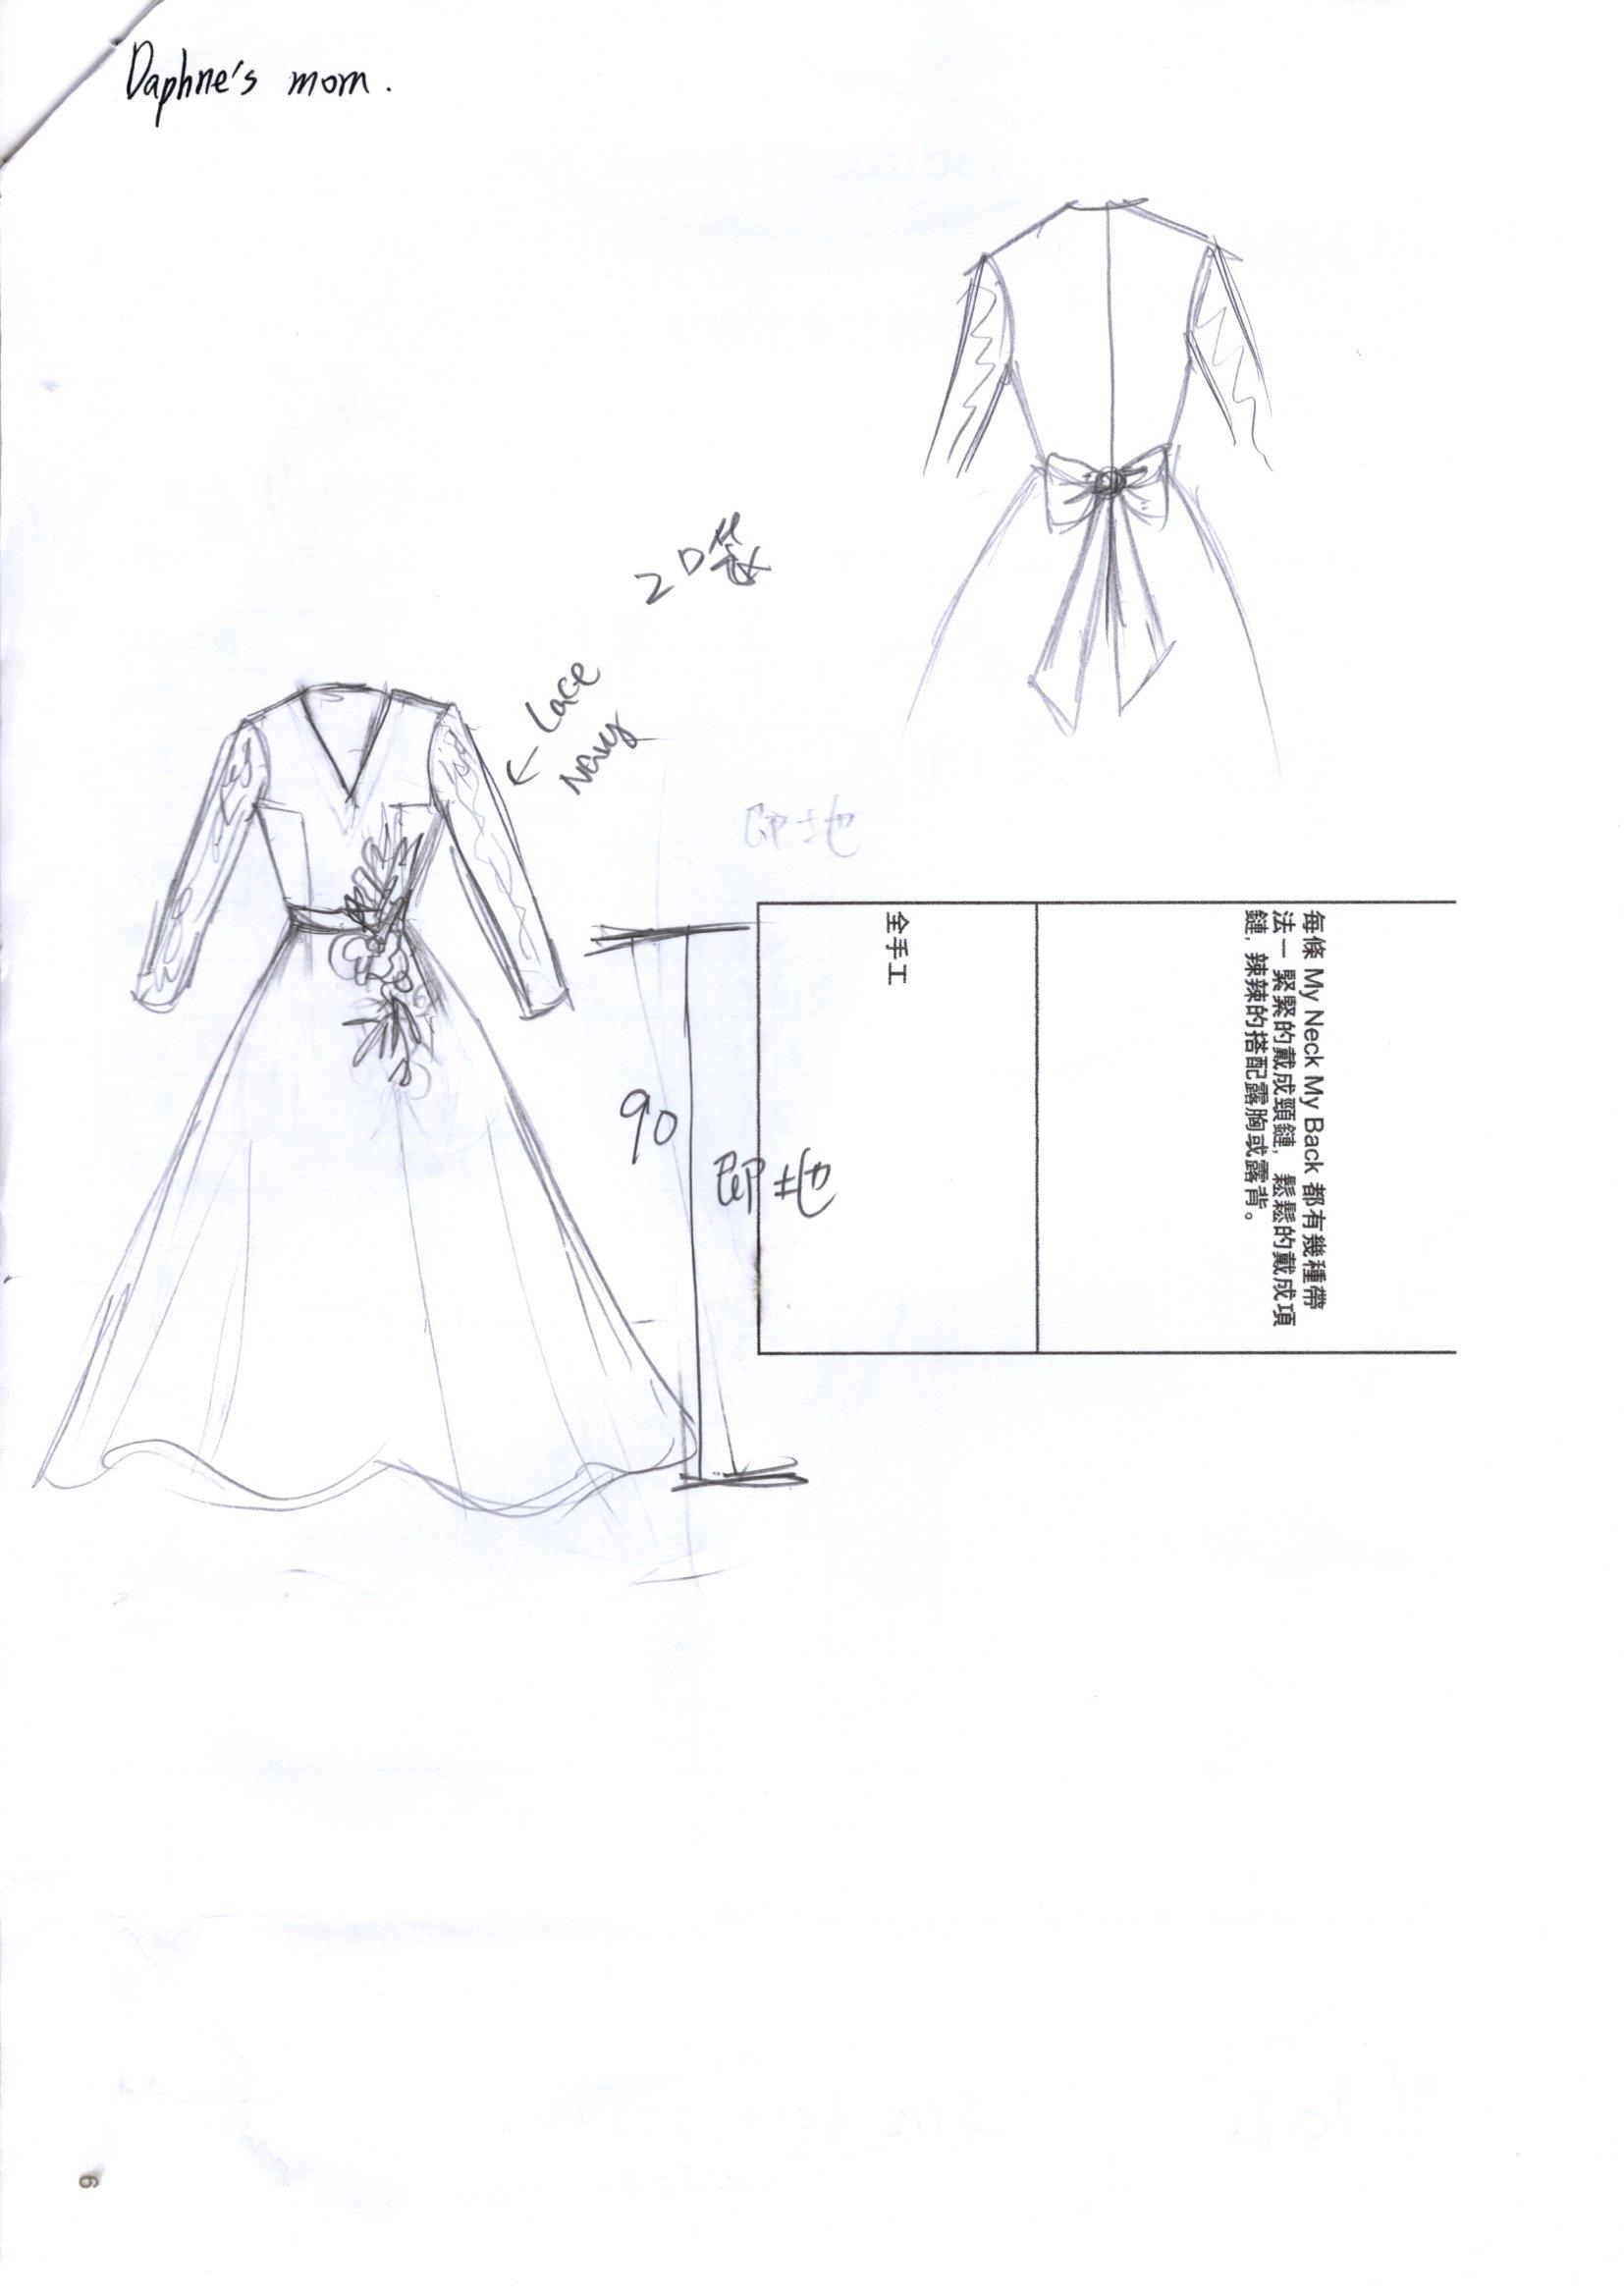 Daphne's mom.
2口袋
Lace
Navy
90
即地
即地
全手工
每條 My Neck My Back 都有幾種帶
法一 緊緊的戴成頸鏈, 鬆鬆的戴成項
鏈, 辣辣的搭配露胸或露背。
6